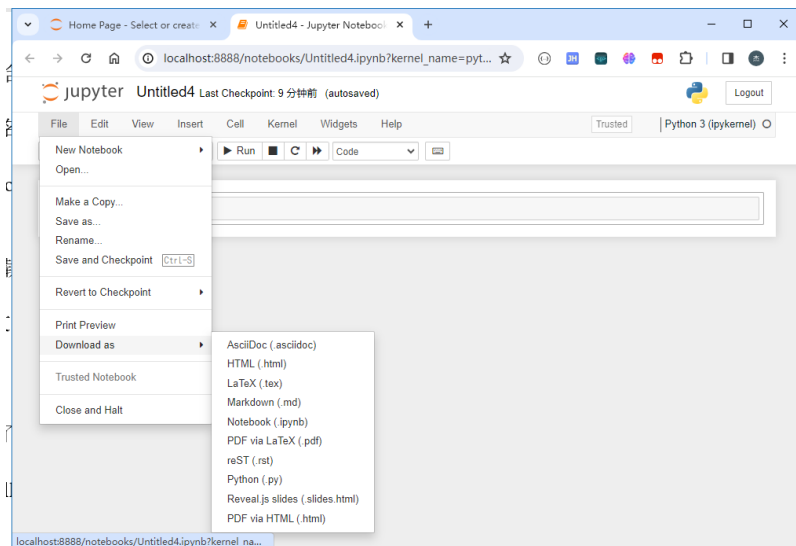 Home Page - Select or create
Untitled4 - Jupyter Noteboo
localhost:8888/notebooks/Untitled4.ipynb?kernel_name=pyt...
JH
jupyter Untitled4 Last Checkpoint: 9 分钟前 (autosaved)
Logout
File Edit View Insert Cell Kernel Widgets Help
Trusted
Python 3 (ipykernel)
New Notebook
Run
Code
Open...
Make a Copy...
Save as...
Rename...
Save and Checkpoint Ctrl-S
Revert to Checkpoint
Print Preview
Download as
Trusted Notebook
Close and Halt
AsciiDoc (.asciidoc)
HTML (.html)
LaTeX (.tex)
Markdown (.md)
Notebook (.ipynb)
PDF via LaTeX (.pdf)
reST (.rst)
Python (.py)
Reveal.js slides (.slides.html)
PDF via HTML (.html)
localhost:8888/notebooks/Untitled4.ipynb?kernel_na...